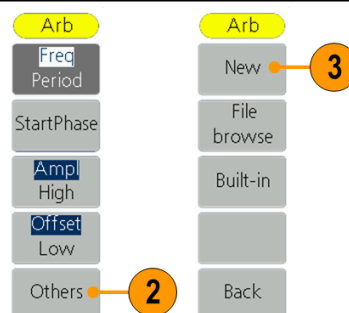 Arb
Freq
Period
StartPhase
Ampl
High
Offset
Low
Others
2
Arb
New
3
File
browse
Built-in
Back